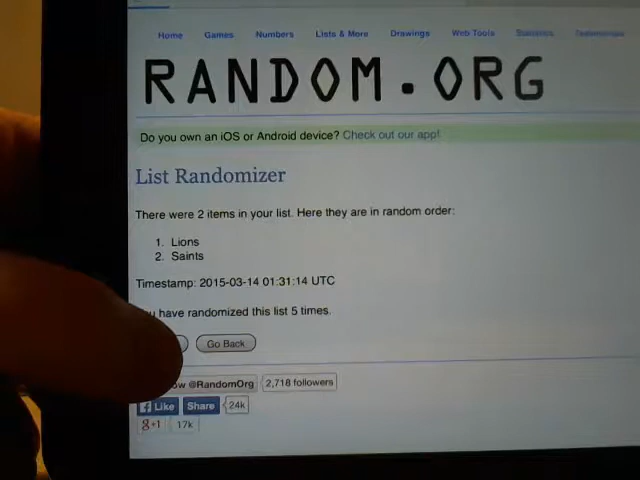 Home Games Numbers Lists & More Drawings Web Tools Statistics Testimonials
RANDOM.ORG
Do you own an iOS or Android device? Check out our app!
List Randomizer
There were 2 items in your list. Here they are in random order:
1. Lions
2. Saints
Timestamp: 2015-03-14 01:31:14 UTC
u have randomized this list 5 times.
Go Back
ow @RandomOrg 2,718 followers
Like Share 24k
g+1 17k